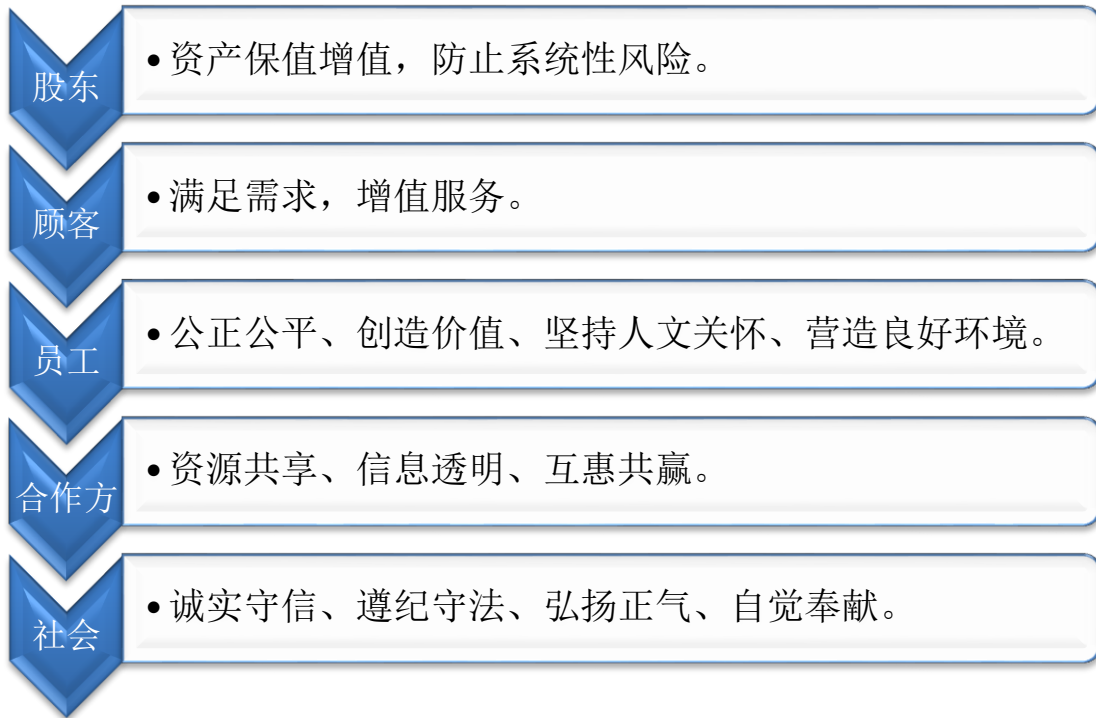 股东
•资产保值增值，防止系统性风险。
顾客
•满足需求，增值服务。
员工
•公正公平、创造价值、坚持人文关怀、营造良好环境。
合作方
•资源共享、信息透明、互惠共赢。
社会
•诚实守信、遵纪守法、弘扬正气、自觉奉献。